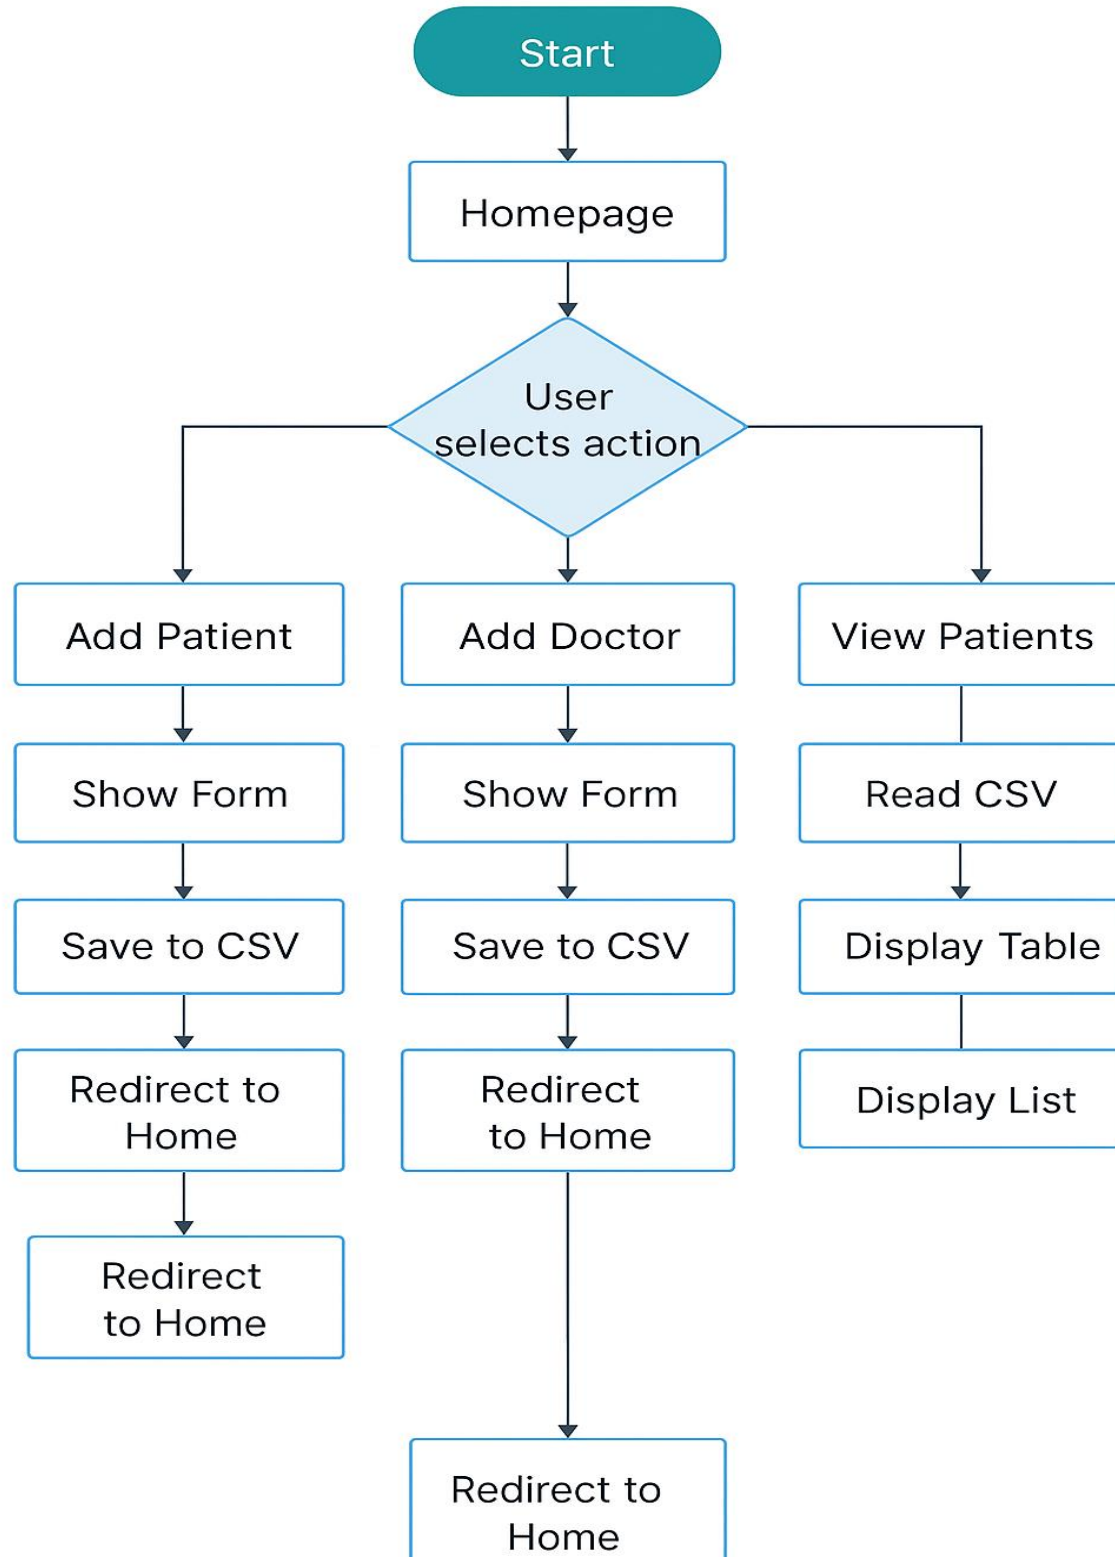 Start
Homepage
User
selects action
Add Patient
Add Doctor
View Patients
Show Form
Show Form
Read CSV
Save to CSV
Save to CSV
Display Table
Redirect to
Home
Redirect
to Home
Display List
Redirect
to Home
Redirect to
Home